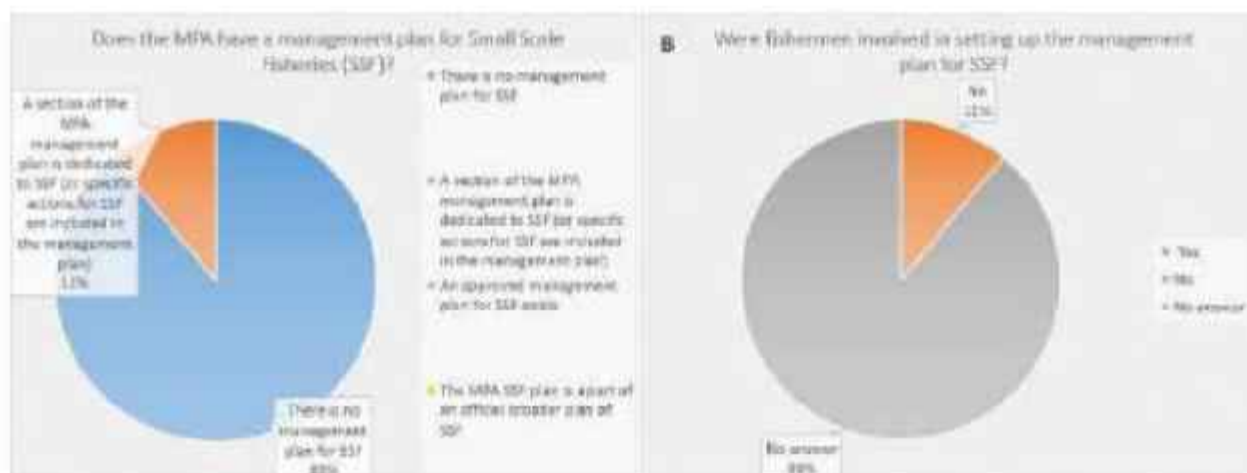 Does the MPA have a management plan for Small Scale
Fisheries (SSF)?
A section of the
MPA
management
plan is dedicated
to SSF (or specific
actions for SSF
are included in
the management
plan)
11%
There is no
management
plan for SSF
89%
There is no management
plan for SSF
A section of the MPA
management plan is
dedicated to SSF (or specific
actions for SSF are included
in the management plan)
An approved management
plan for SSF exists
The MPA SSF plan is a part of
an official broader plan of
SSF
B
Were fishermen involved in setting up the management
plan for SSF?
No
11%
No answer
89%
Yes
No
No answer